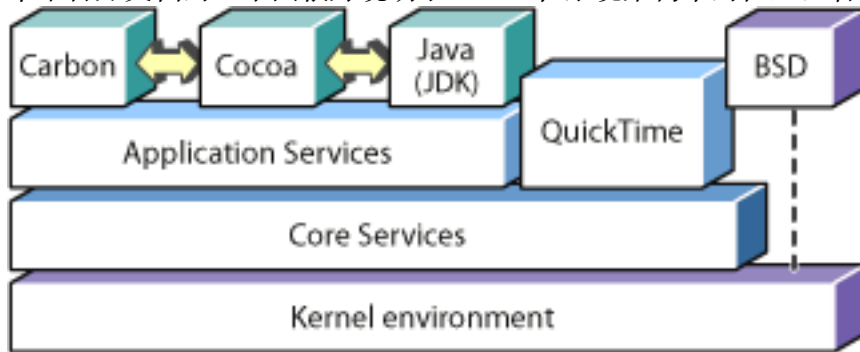 Carbon
Cocoa
Java
(JDK)
BSD
QuickTime
Application Services
Core Services
Kernel environment